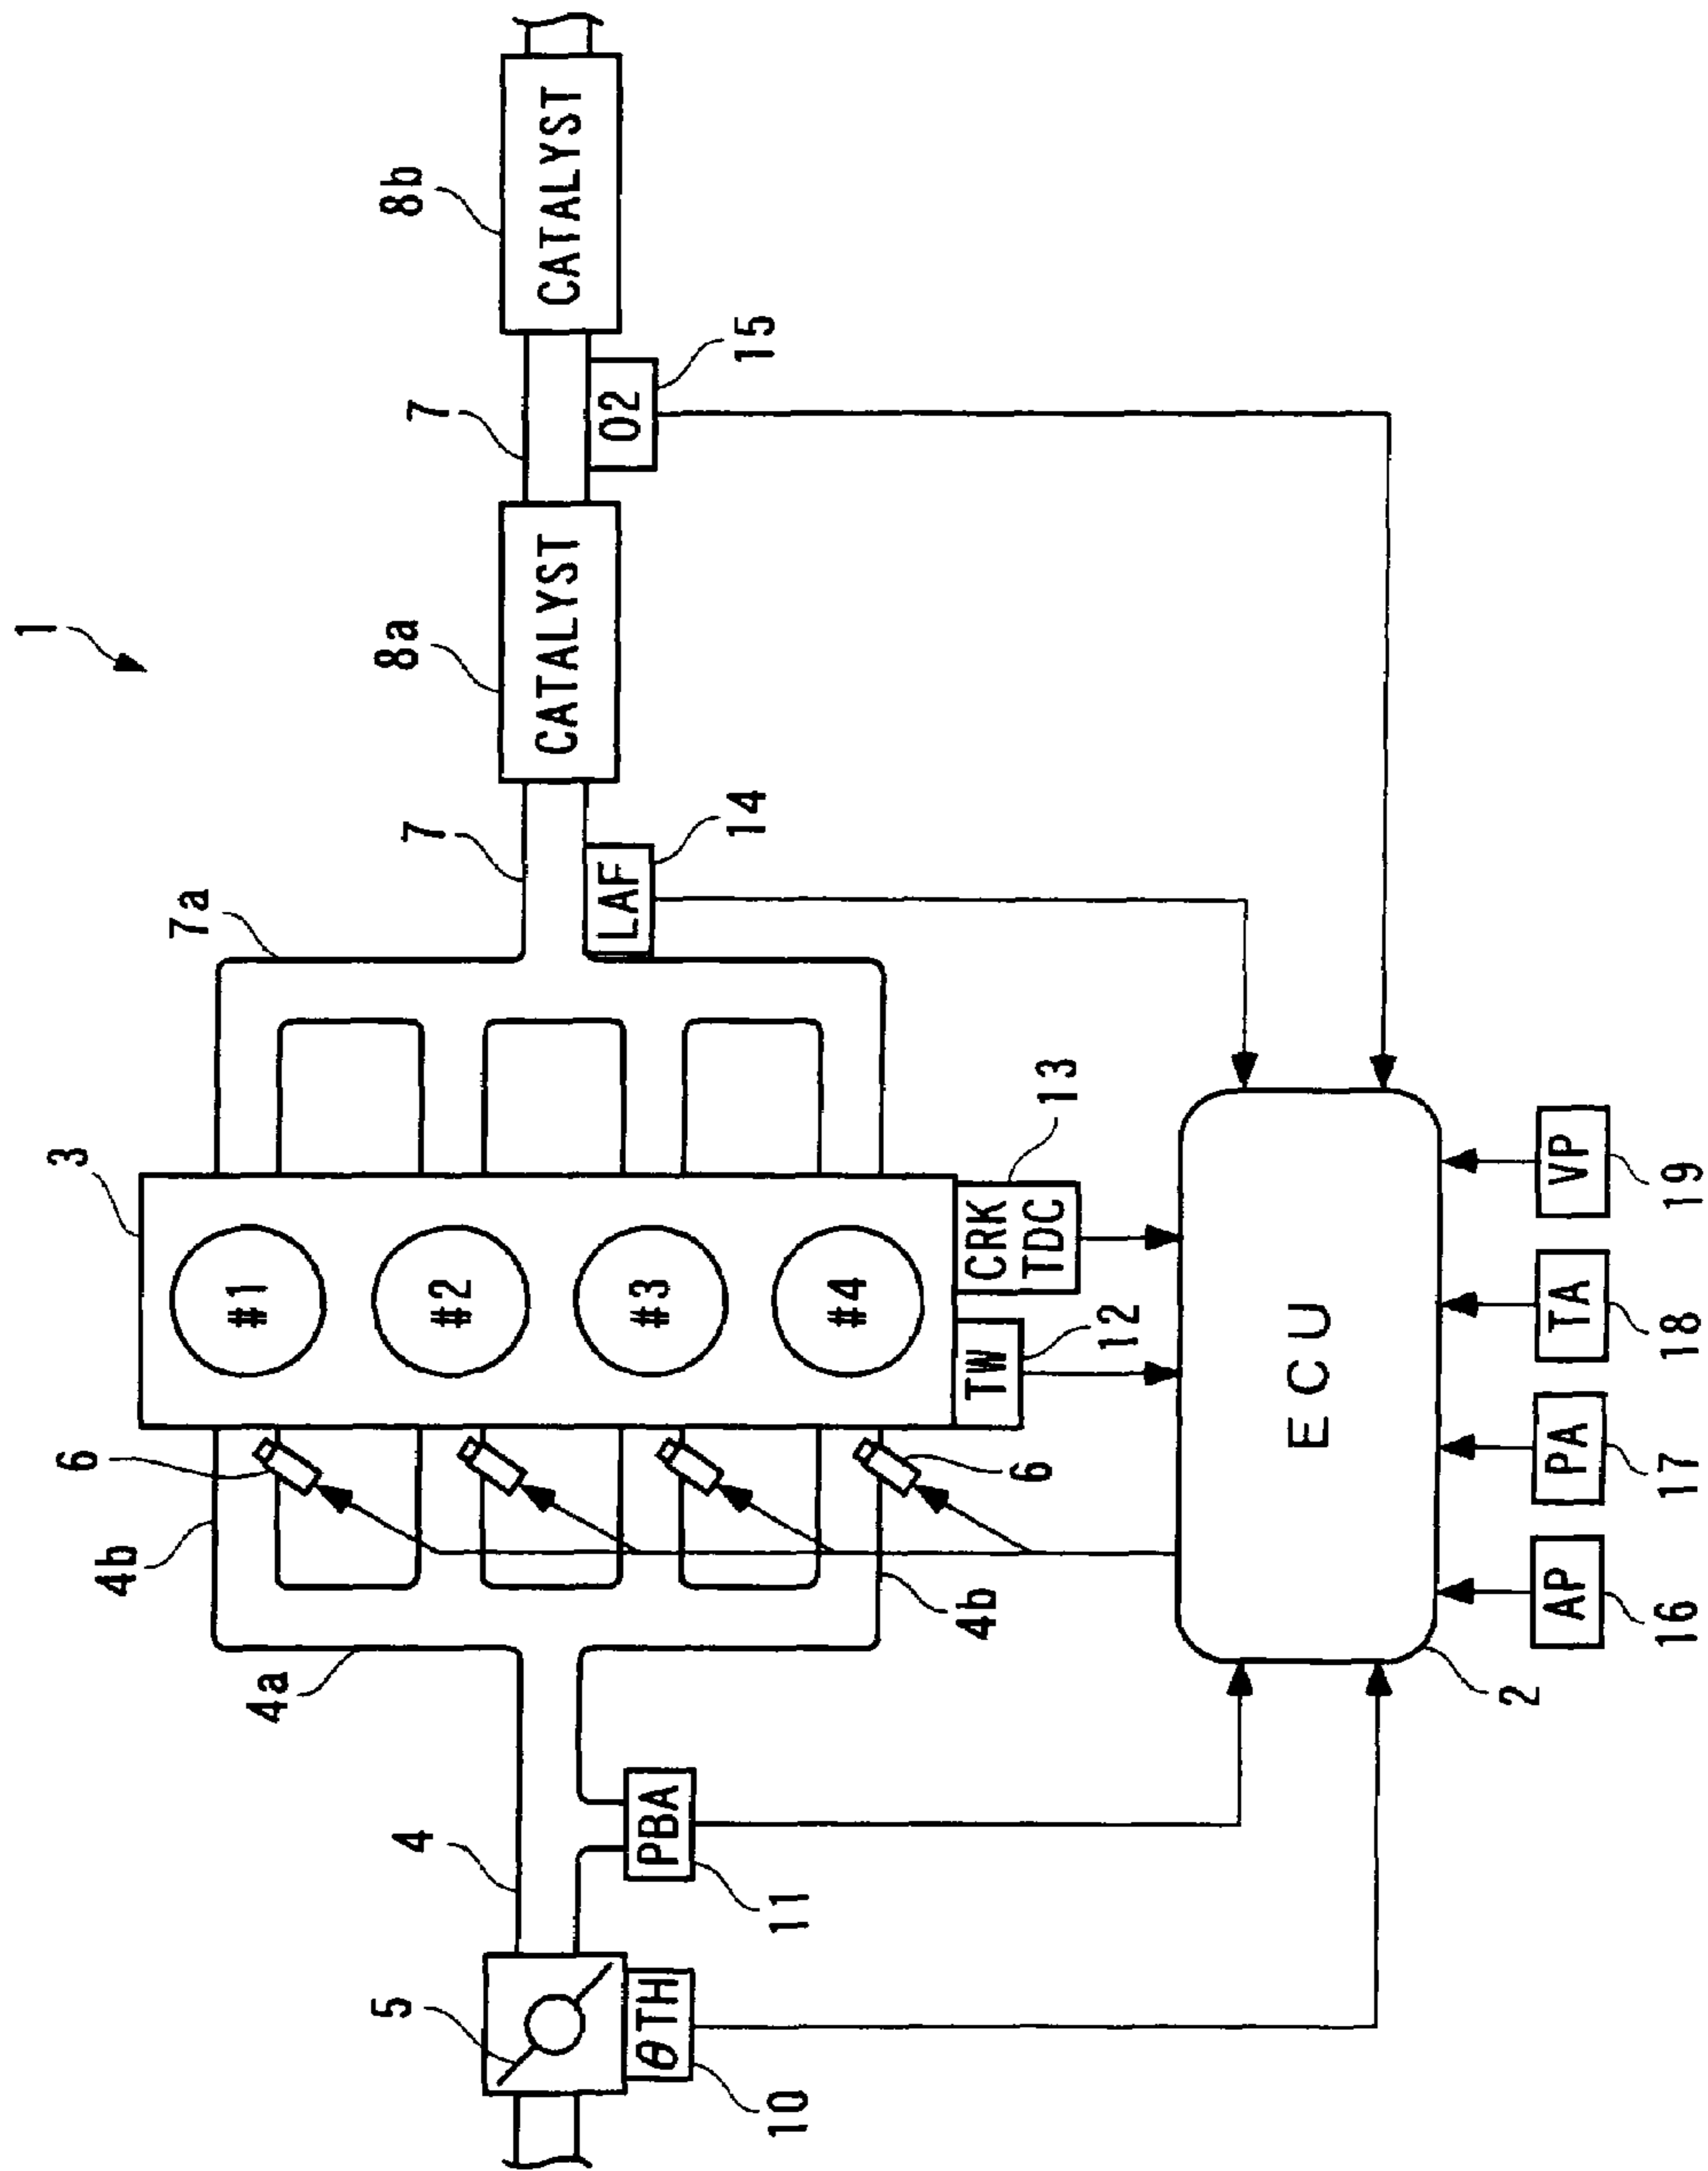 1
3
7a
7
8a
7
8b
CATALYST
CATALYST
6
4b
4a
4
5
#1
#2
#3
#4
LAF
14
O2
15
θTH
10
PBA
11
6
4b
TW
12
CRK
TDC
13
ECU
2
AP
PA
TA
VP
16
17
18
19